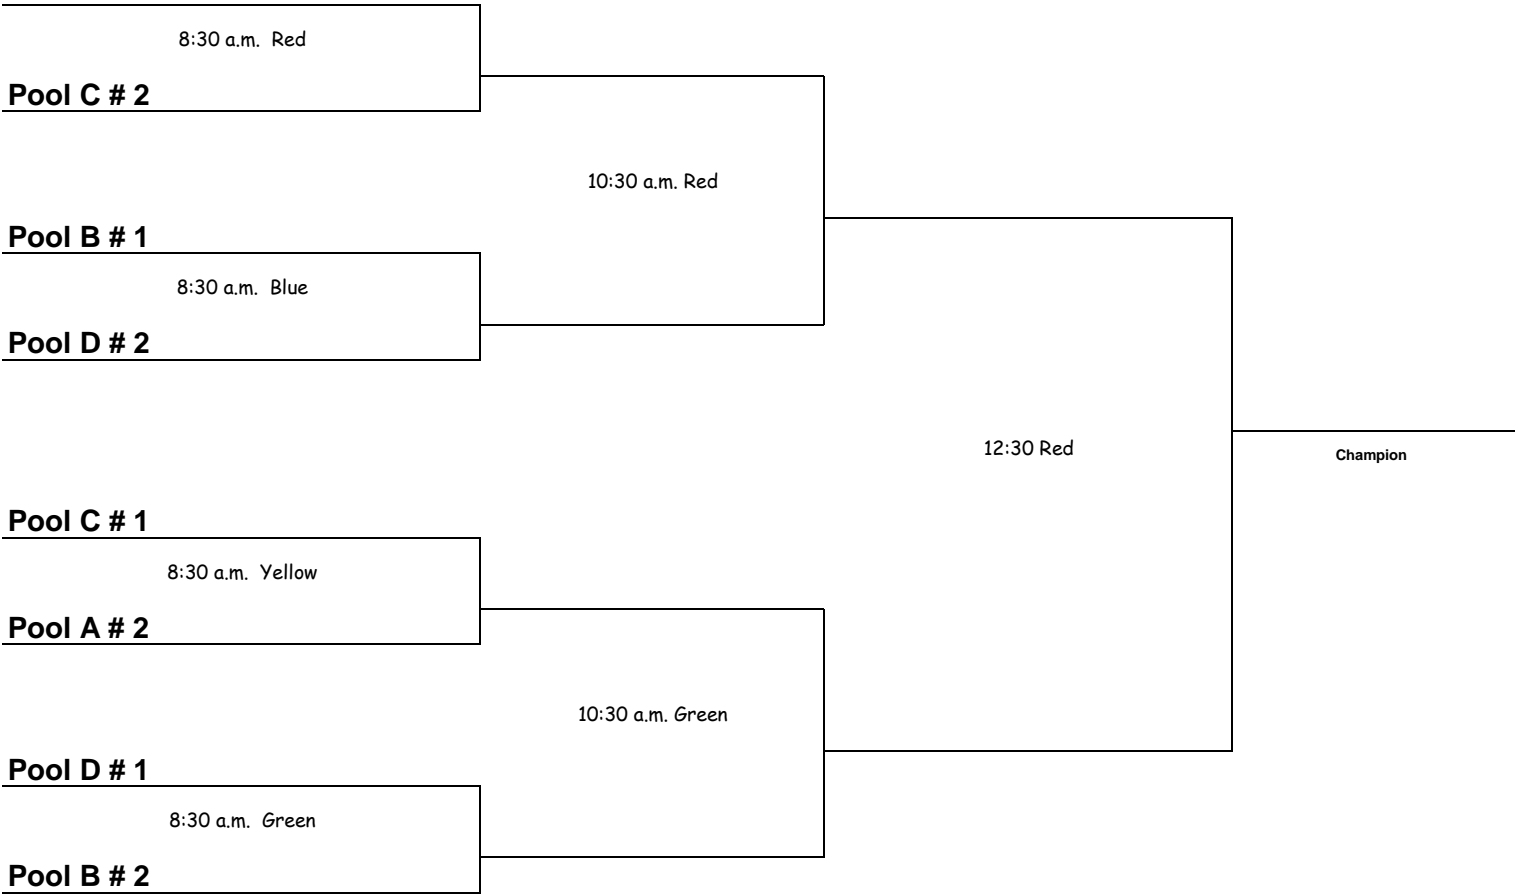 8:30 a.m. Red
Pool C # 2
10:30 a.m. Red
Pool B # 1
8:30 a.m. Blue
Pool D # 2
12:30 Red
Champion
Pool C # 1
8:30 a.m. Yellow
Pool A # 2
10:30 a.m. Green
Pool D # 1
8:30 a.m. Green
Pool B # 2